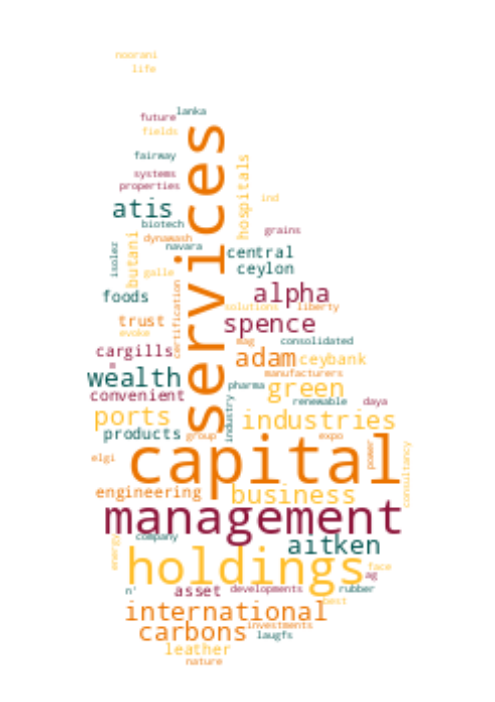 noorani
life
lanka
future
fields
fairway
systems
properties
hospitals
ind
atis
services
biotech
grains
dynawash
butani
navara
isolez
central
ceylon
galle
foods
certification
alpha
solutions
liberty
trust
spence
evoke
mag
consolidated
cargills
adam
ceybank
m
manufacturers
wealth
pharma
green
convenient
renewable
daya
ports
industry
industries
products
group
expo
power
elgi
capital
consultancy
engineering
business
management
company
aitken
energy
holdings
face
ag
n'
asset
developments
rubber
best
international
investments
carbons
laugfs
leather
nature